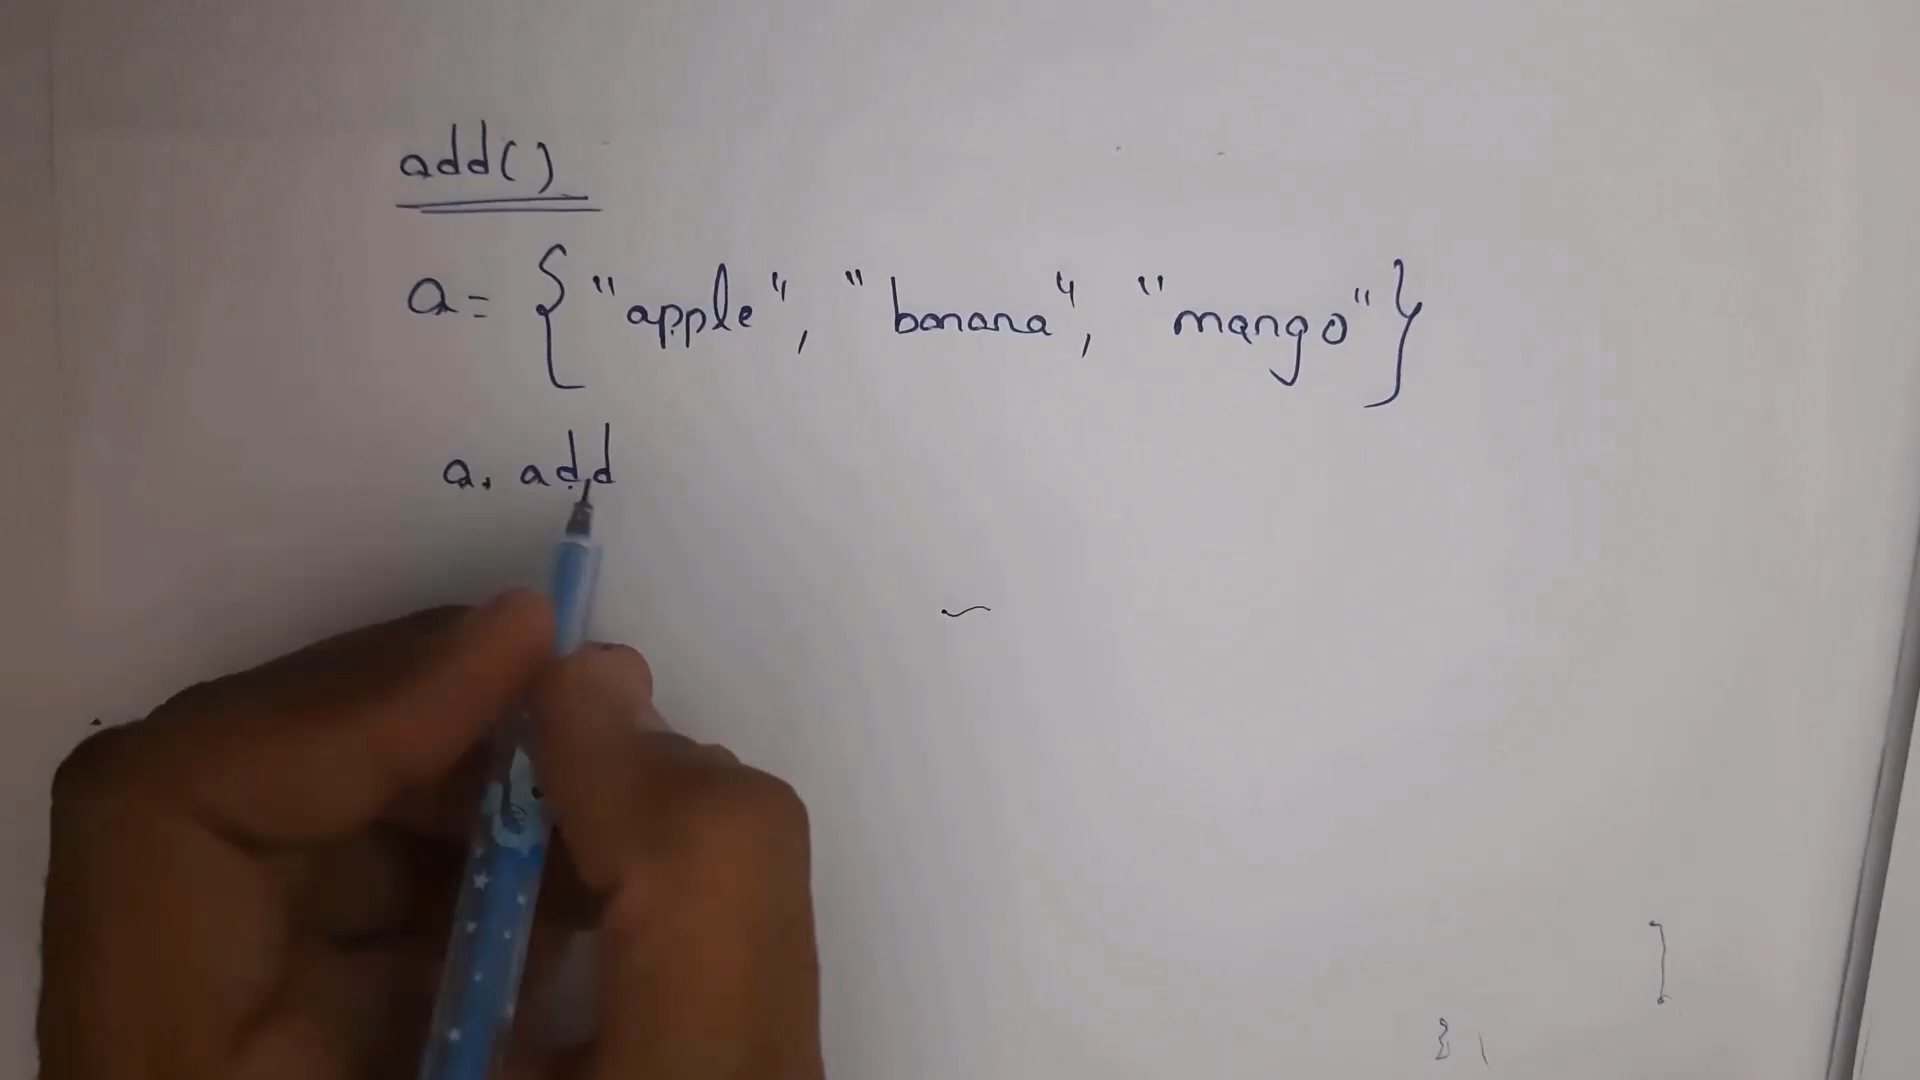 add()
a = {"apple", "banana", "mango"}
a. add